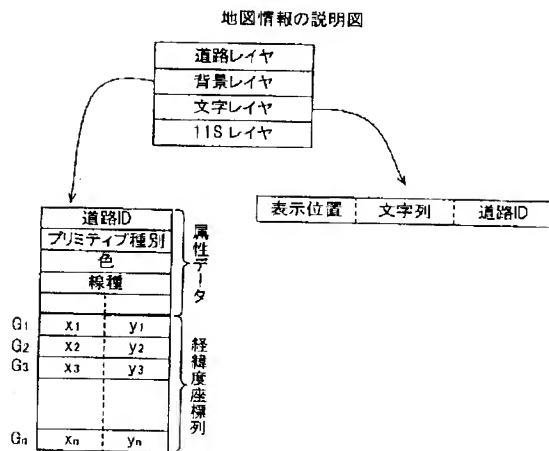 地図情報の説明図
道路レイヤ
背景レイヤ
文字レイヤ
11Sレイヤ
表示位置 文字列 道路ID
道路ID
プリミティブ種別
色
線種
属性データ
G1 x1 y1
G2 x2 y2
G3 x3 y3
Gn xn yn
経緯度座標列